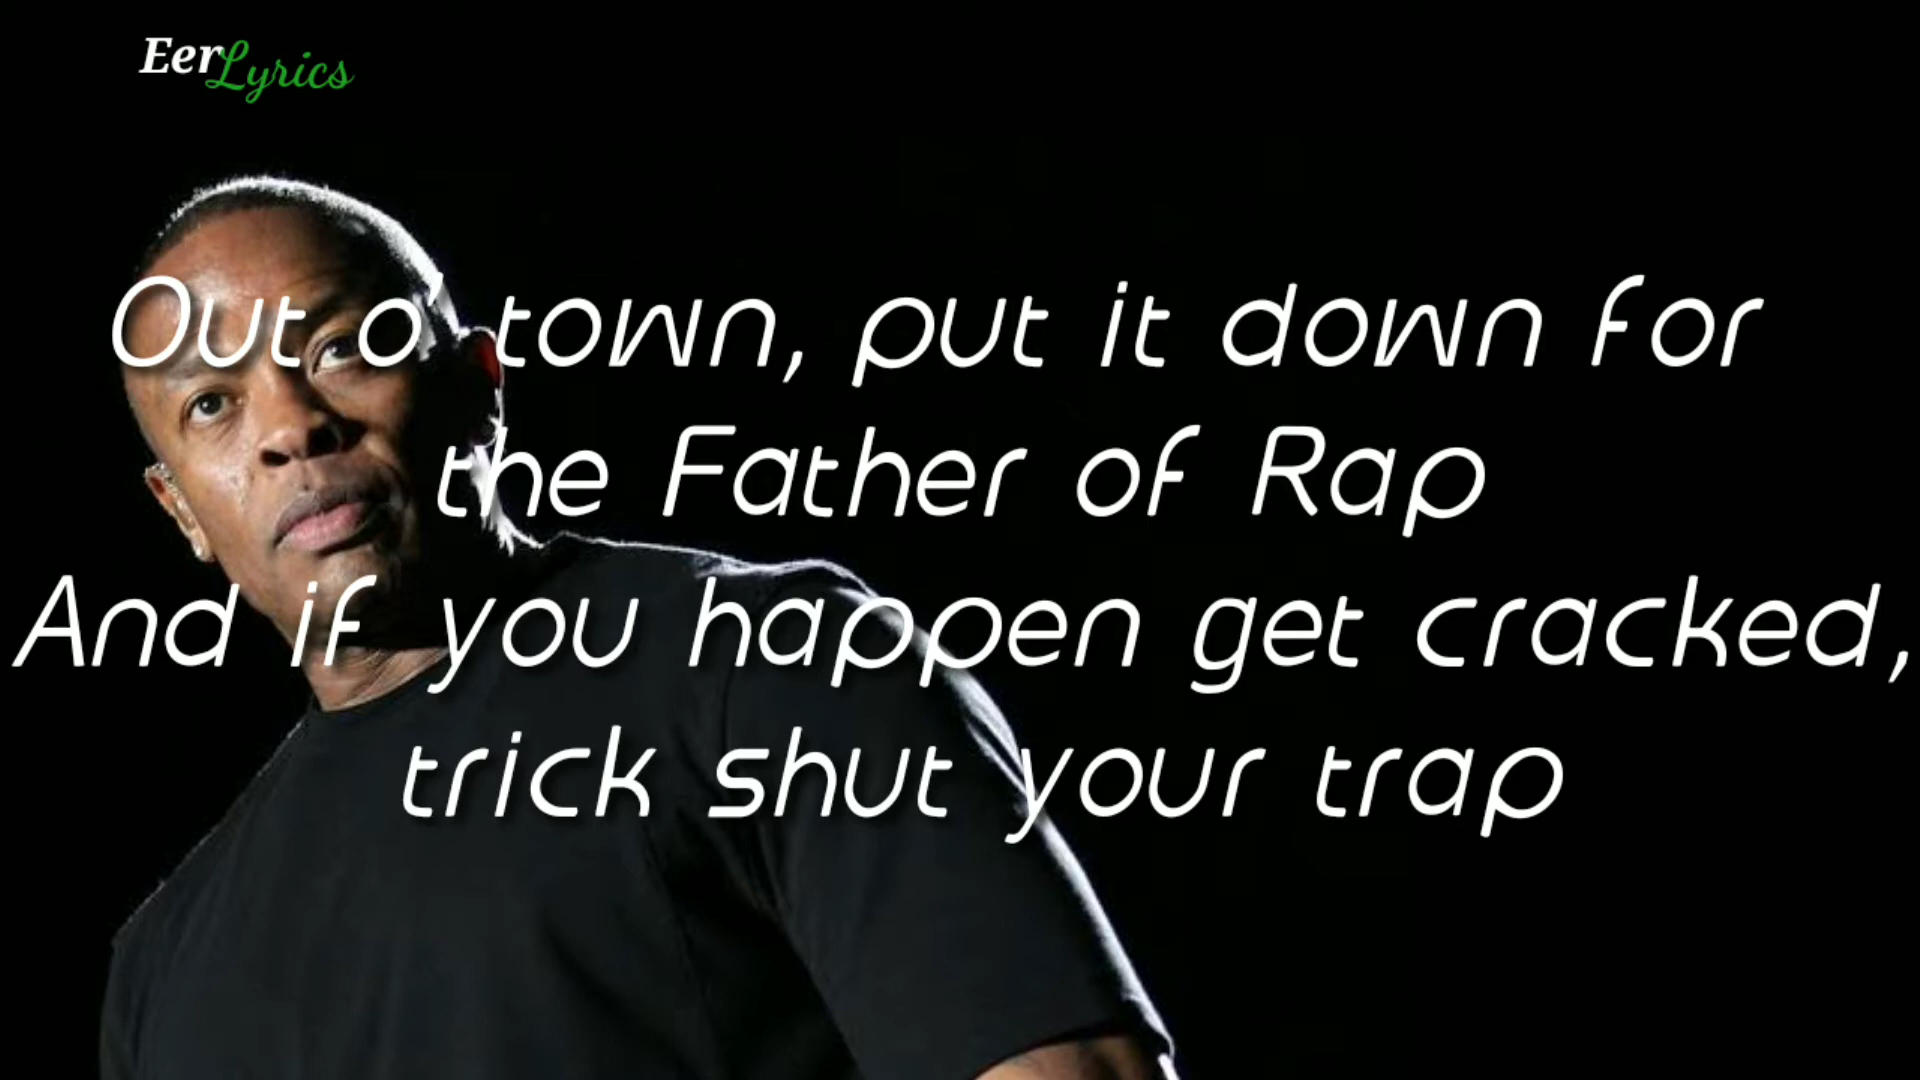 EerLyrics
Out o' town, put it down for
the Father of Rap
And if you happen get cracked,
trick shut your trap